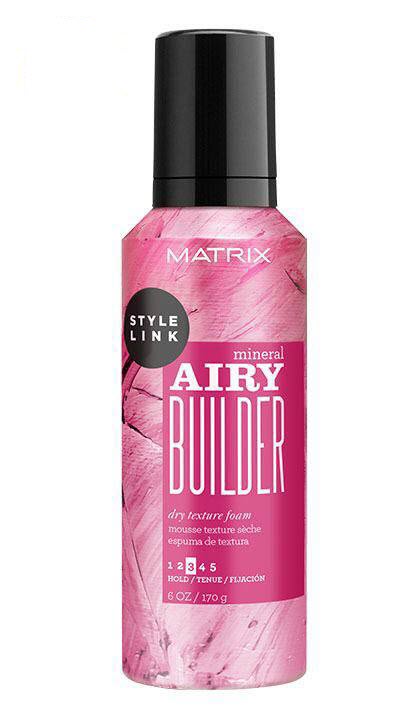 MATRIX
STYLE
LINK
mineral
AIRY
BUILDER
dry texture foam
mousse texture sèche
espuma de textura
1 2 3 4 5
HOLD / TENUE / FIJACIÓN
6 OZ / 170 g